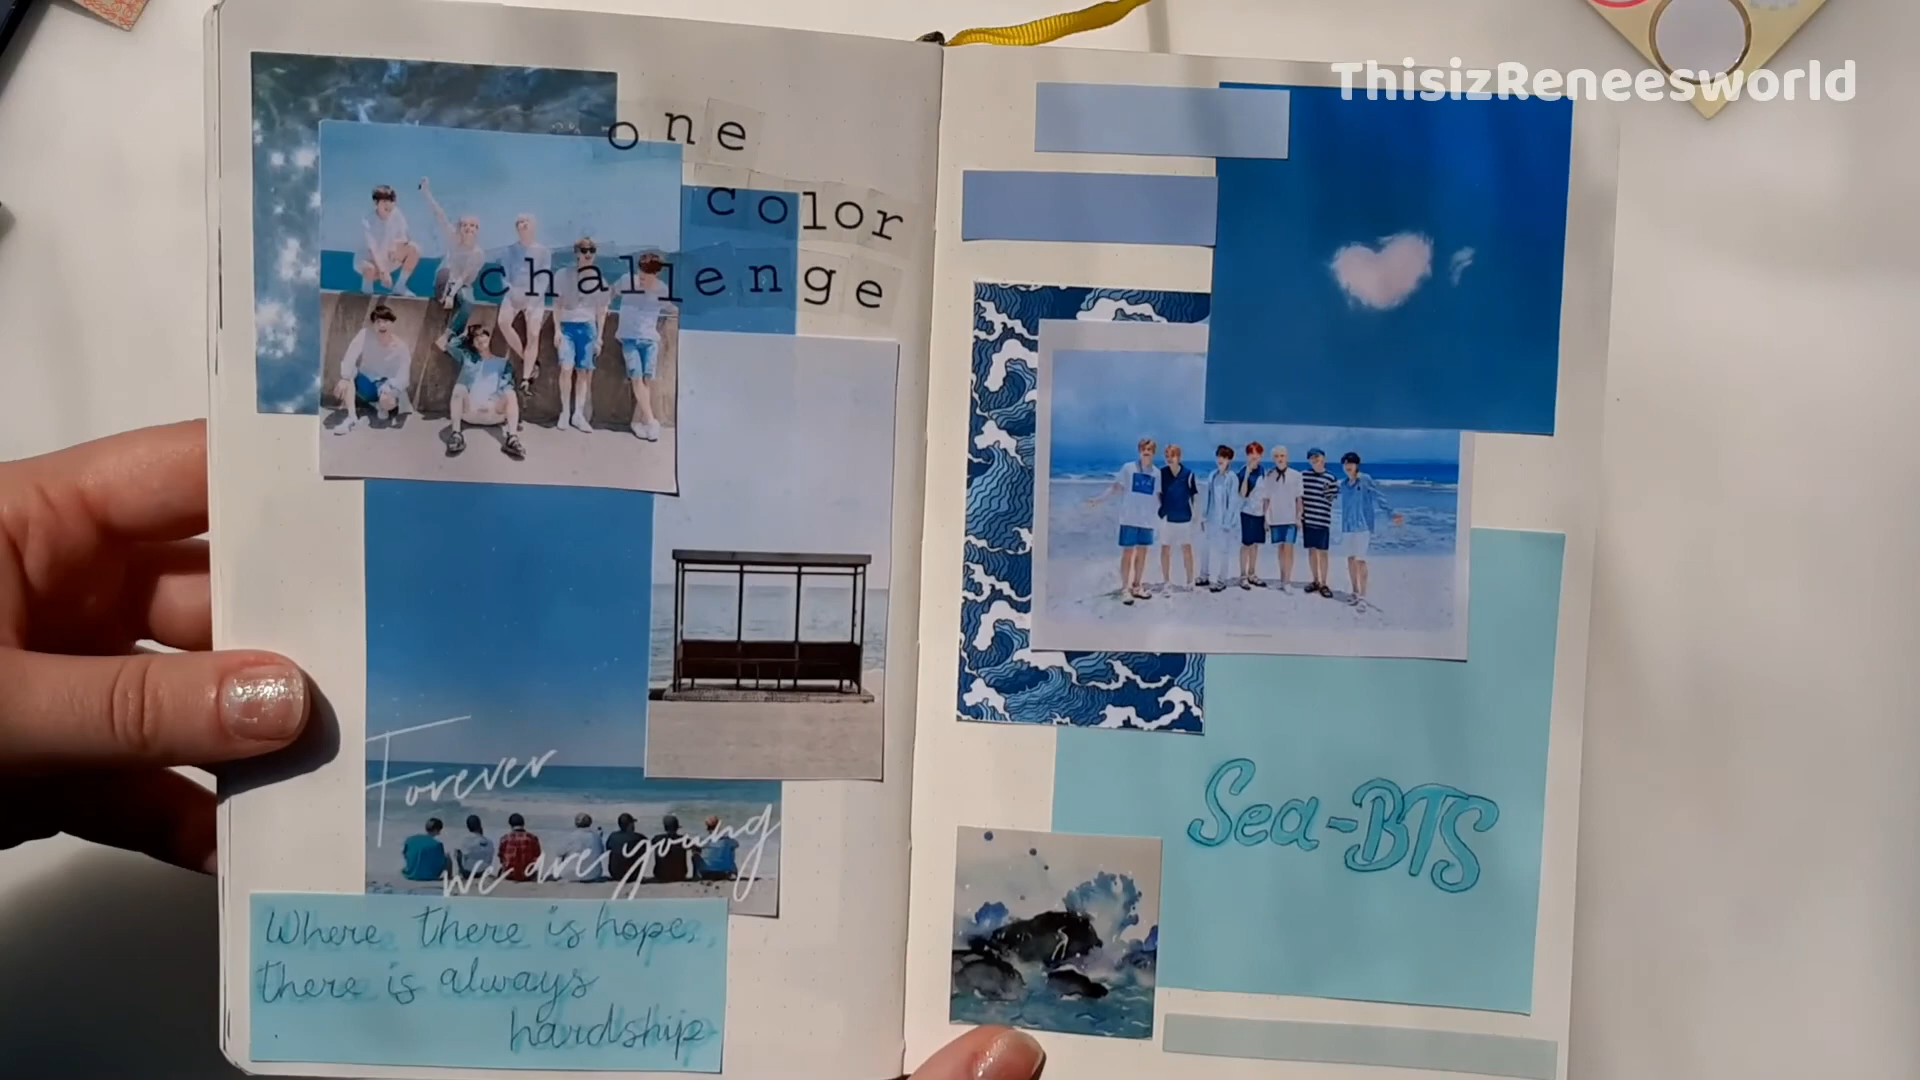 ThisizReneesworld
one
color
challenge
Forever
we are young
Where there is hope,
there is always
hardship
Sea-BTS